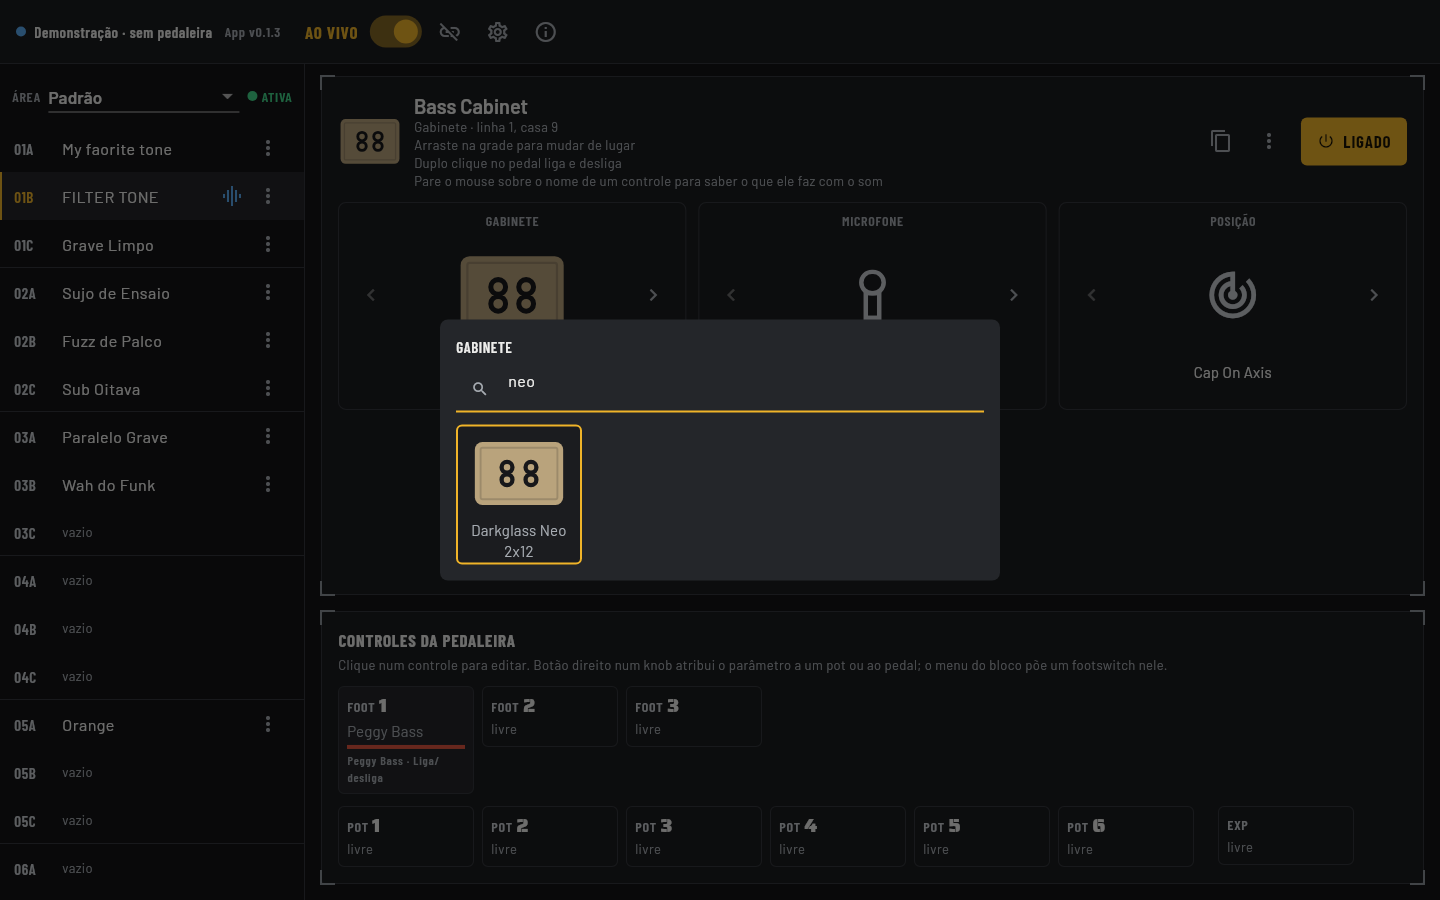 Demonstração · sem pedaleira App v0.1.3 AO VIVO
ÁREA Padrão ATIVA
01A My faorite tone
01B FILTER TONE
01C Grave Limpo
02A Sujo de Ensaio
02B Fuzz de Palco
02C Sub Oitava
03A Paralelo Grave
03B Wah do Funk
03C vazio
04A vazio
04B vazio
04C vazio
05A Orange
05B vazio
05C vazio
06A vazio
88
Bass Cabinet
Gabinete · linha 1, casa 9
Arraste na grade para mudar de lugar
Duplo clique no pedal liga e desliga
Pare o mouse sobre o nome de um controle para saber o que ele faz com o som
LIGADO
GABINETE
88
MICROFONE
POSIÇÃO
Cap On Axis
GABINETE
neo
88
Darkglass Neo
2x12
CONTROLES DA PEDALEIRA
Clique num controle para editar. Botão direito num knob atribui o parâmetro a um pot ou ao pedal; o menu do bloco põe um footswitch nele.
FOOT 1
Peggy Bass
Peggy Bass · Liga/
desliga
FOOT 2
livre
FOOT 3
livre
POT 1
livre
POT 2
livre
POT 3
livre
POT 4
livre
POT 5
livre
POT 6
livre
EXP
livre